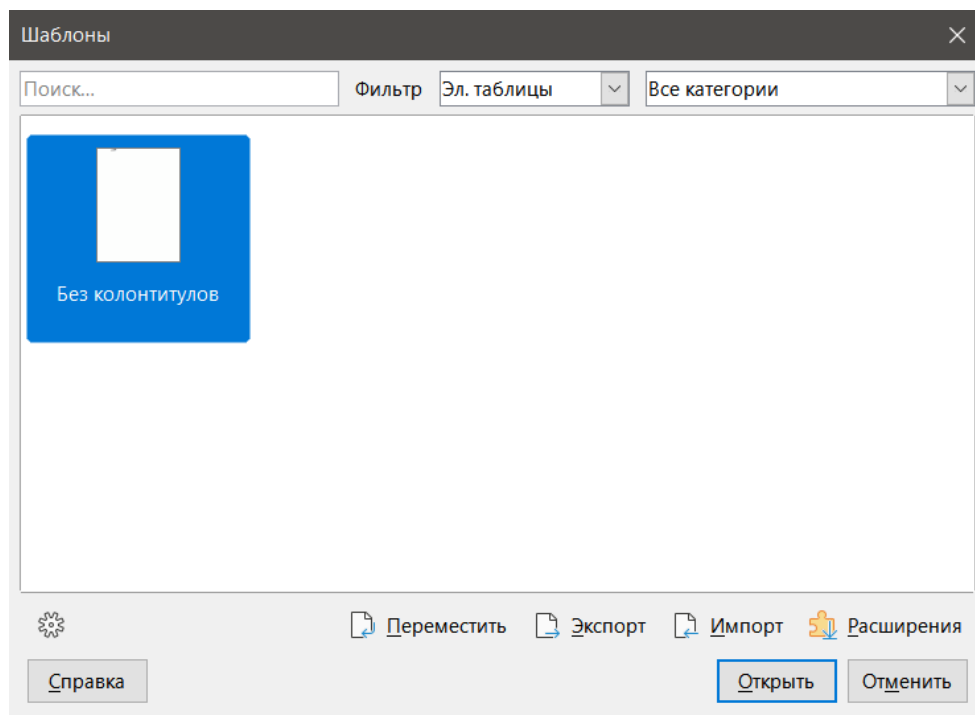 Шаблоны
Поиск... Фильтр Эл. таблицы Все категории
Без колонтитулов
Переместить Экспорт Импорт Расширения
Справка Открыть Отменить